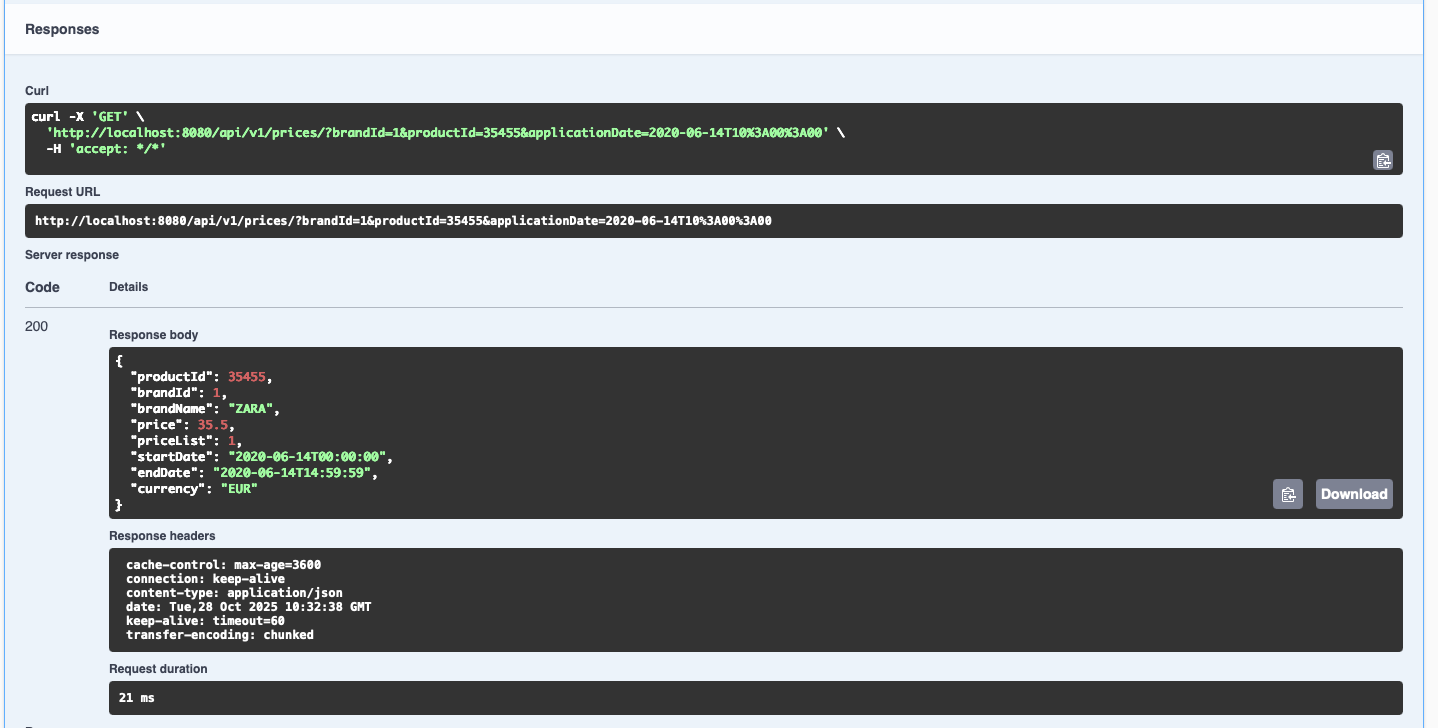 Responses
Curl
curl -X 'GET' \
  'http://localhost:8080/api/v1/prices/?brandId=1&productId=35455&applicationDate=2020-06-14T10%3A00%3A00' \
  -H 'accept: */*'
Request URL
http://localhost:8080/api/v1/prices/?brandId=1&productId=35455&applicationDate=2020-06-14T10%3A00%3A00
Server response
Code Details
200
Response body
{
  "productId": 35455,
  "brandId": 1,
  "brandName": "ZARA",
  "price": 35.5,
  "priceList": 1,
  "startDate": "2020-06-14T00:00:00",
  "endDate": "2020-06-14T14:59:59",
  "currency": "EUR"
}
Download
Response headers
cache-control: max-age=3600
connection: keep-alive
content-type: application/json
date: Tue,28 Oct 2025 10:32:38 GMT
keep-alive: timeout=60
transfer-encoding: chunked
Request duration
21 ms